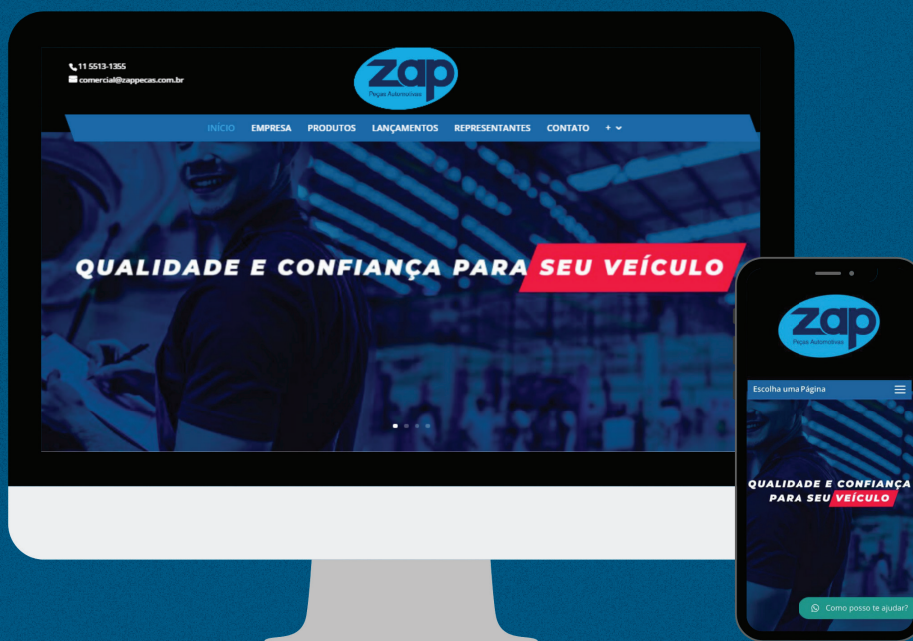 11 5513-1355
comercial@zappecas.com.br
zap
Peças Automotivas
INÍCIO EMPRESA PRODUTOS LANÇAMENTOS REPRESENTANTES CONTATO +
QUALIDADE E CONFIANÇA PARA SEU VEÍCULO
zap
Peças Automotivas
Escolha uma Página
QUALIDADE E CONFIANÇA
PARA SEU VEÍCULO
Como posso te ajudar?